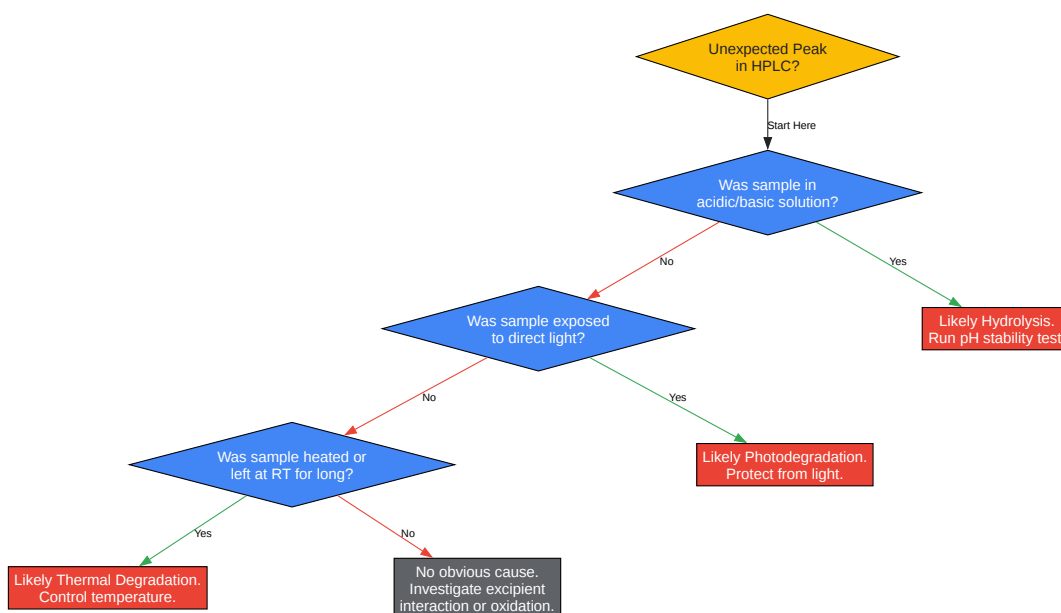 Unexpected Peak
in HPLC?
Start Here
Was sample in
acidic/basic solution?
No
Yes
Was sample exposed
to direct light?
Likely Hydrolysis.
Run pH stability test
No
Yes
Was sample heated or
left at RT for long?
Likely Photodegradation.
Protect from light.
Yes
No
Likely Thermal Degradation.
Control temperature.
No obvious cause.
Investigate excipient
interaction or oxidation.